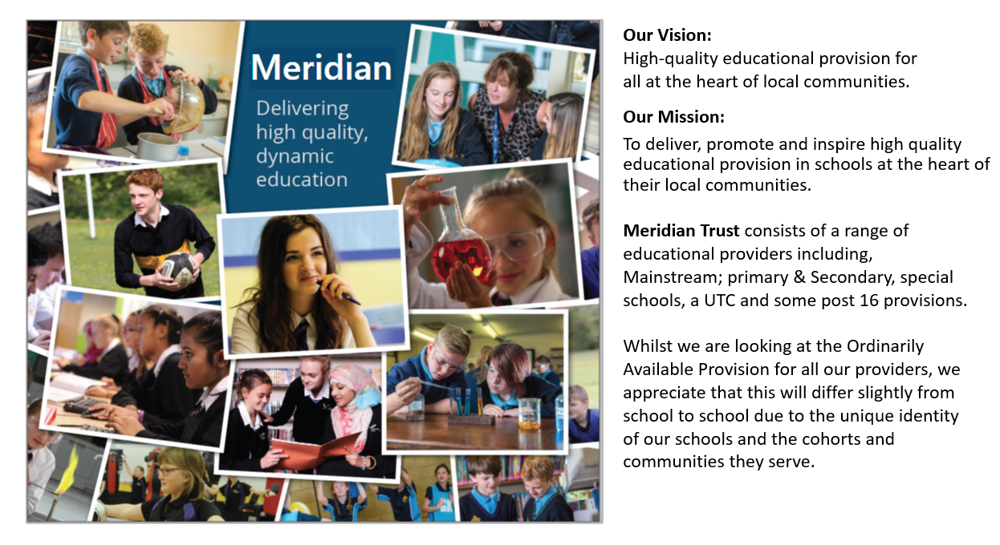 Meridian
Delivering
high quality,
dynamic
education
Our Vision:
High-quality educational provision for
all at the heart of local communities.
Our Mission:
To deliver, promote and inspire high quality
educational provision in schools at the heart of
their local communities.
Meridian Trust consists of a range of
educational providers including,
Mainstream; primary & Secondary, special
schools, a UTC and some post 16 provisions.
Whilst we are looking at the Ordinarily
Available Provision for all our providers, we
appreciate that this will differ slightly from
school to school due to the unique identity
of our schools and the cohorts and
communities they serve.